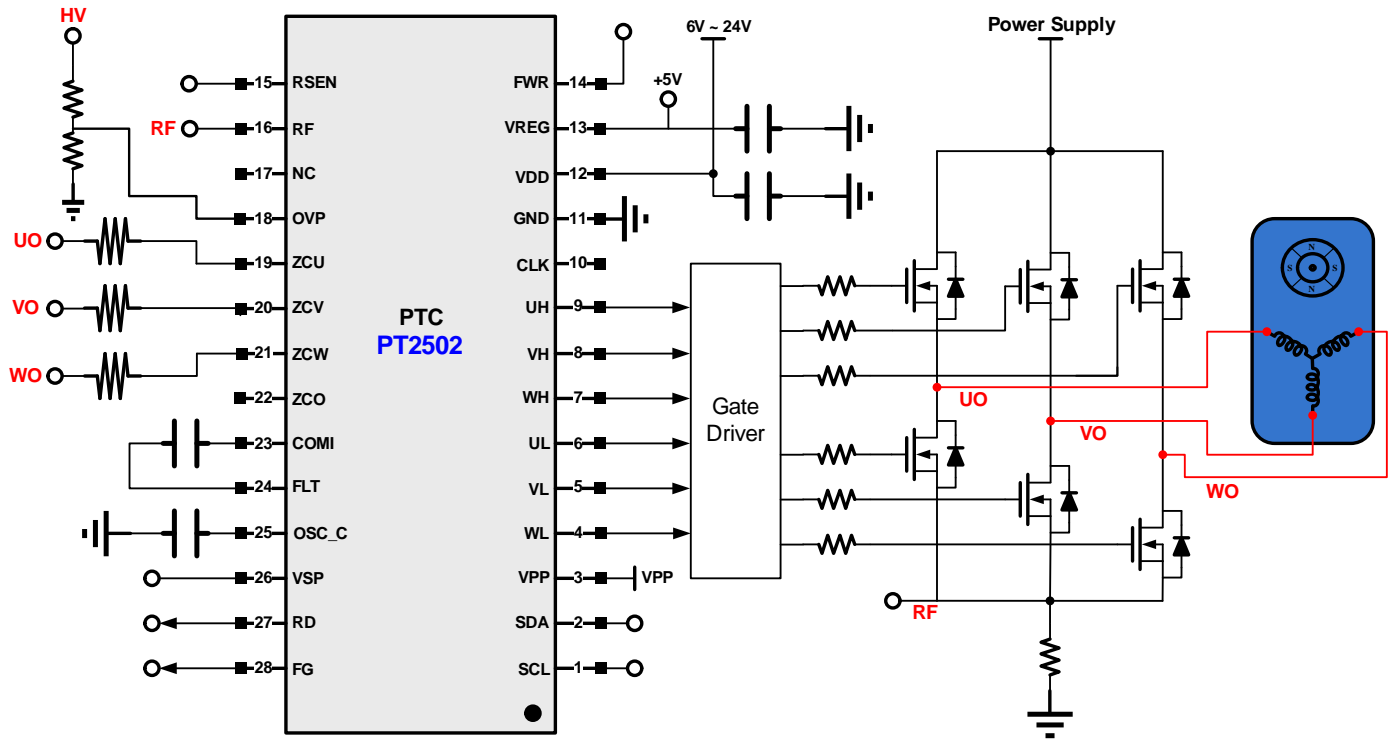 HV
6V ~ 24V
Power Supply
15 RSEN
FWR 14
+5V
RF
16 RF
VREG 13
17 NC
VDD 12
18 OVP
GND 11
UO
19 ZCU
CLK 10
VO
20 ZCV
UH 9
PTC
PT2502
WO
21 ZCW
VH 8
22 ZCO
WH 7
23 COMI
UL 6
24 FLT
VL 5
25 OSC_C
WL 4
26 VSP
VPP 3
VPP
27 RD
SDA 2
28 FG
SCL 1
Gate
Driver
N
S
S
N
UO
VO
WO
RF